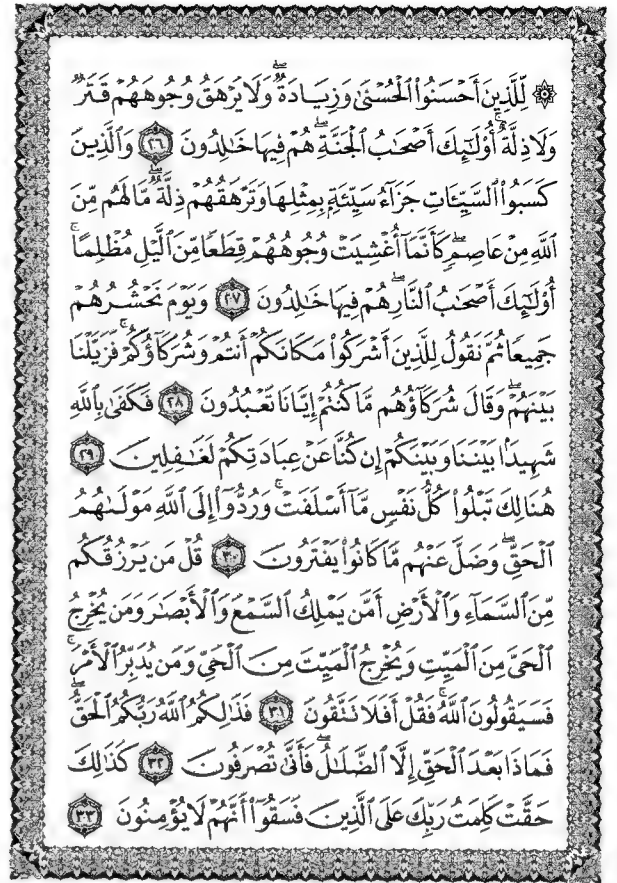 ۞ لِّلَّذِينَ أَحْسَنُوا۟ ٱلْحُسْنَىٰ وَزِيَادَةٌ ۖ وَلَا يَرْهَقُ وُجُوهَهُمْ قَتَرٌ
وَلَا ذِلَّةٌ ۚ أُو۟لَٰٓئِكَ أَصْحَٰبُ ٱلْجَنَّةِ ۖ هُمْ فِيهَا خَٰلِدُونَ ٢٦ وَٱلَّذِينَ
كَسَبُوا۟ ٱلسَّيِّـَٔاتِ جَزَآءُ سَيِّئَةٍۭ بِمِثْلِهَا وَتَرْهَقُهُمْ ذِلَّةٌ ۖ مَّا لَهُم مِّنَ
ٱللَّهِ مِنْ عَاصِمٍ ۖ كَأَنَّمَآ أُغْشِيَتْ وُجُوهُهُمْ قِطَعًا مِّنَ ٱلَّيْلِ مُظْلِمًا ۚ
أُو۟لَٰٓئِكَ أَصْحَٰبُ ٱلنَّارِ ۖ هُمْ فِيهَا خَٰلِدُونَ ٢٧ وَيَوْمَ نَحْشُرُهُمْ
جَمِيعًا ثُمَّ نَقُولُ لِلَّذِينَ أَشْرَكُوا۟ مَكَانَكُمْ أَنتُمْ وَشُرَكَآؤُكُمْ ۚ فَزَيَّلْنَا
بَيْنَهُمْ ۖ وَقَالَ شُرَكَآؤُهُم مَّا كُنتُمْ إِيَّانَا تَعْبُدُونَ ٢٨ فَكَفَىٰ بِٱللَّهِ
شَهِيدًۢا بَيْنَنَا وَبَيْنَكُمْ إِن كُنَّا عَنْ عِبَادَتِكُمْ لَغَٰفِلِينَ ٢٩
هُنَالِكَ تَبْلُوا۟ كُلُّ نَفْسٍ مَّآ أَسْلَفَتْ ۚ وَرُدُّوٓا۟ إِلَى ٱللَّهِ مَوْلَىٰهُمُ
ٱلْحَقِّ ۖ وَضَلَّ عَنْهُم مَّا كَانُوا۟ يَفْتَرُونَ ٣٠ قُلْ مَن يَرْزُقُكُم
مِّنَ ٱلسَّمَآءِ وَٱلْأَرْضِ أَمَّن يَمْلِكُ ٱلسَّمْعَ وَٱلْأَبْصَٰرَ وَمَن يُخْرِجُ
ٱلْحَىَّ مِنَ ٱلْمَيِّتِ وَيُخْرِجُ ٱلْمَيِّتَ مِنَ ٱلْحَىِّ وَمَن يُدَبِّرُ ٱلْأَمْرَ ۚ
فَسَيَقُولُونَ ٱللَّهُ ۚ فَقُلْ أَفَلَا تَتَّقُونَ ٣١ فَذَٰلِكُمُ ٱللَّهُ رَبُّكُمُ ٱلْحَقُّ ۖ
فَمَاذَا بَعْدَ ٱلْحَقِّ إِلَّا ٱلضَّلَٰلُ ۖ فَأَنَّىٰ تُصْرَفُونَ ٣٢ كَذَٰلِكَ
حَقَّتْ كَلِمَتُ رَبِّكَ عَلَى ٱلَّذِينَ فَسَقُوٓا۟ أَنَّهُمْ لَا يُؤْمِنُونَ ٣٣